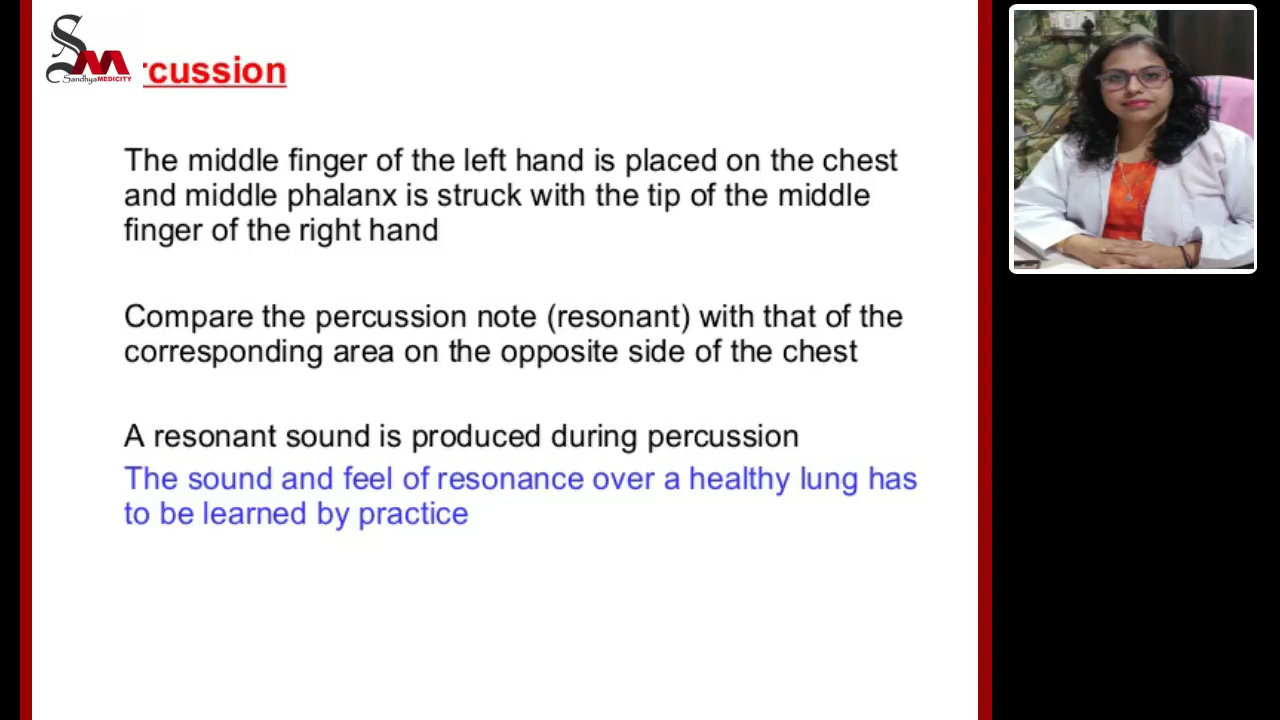 SM
SandhyaMEDICITY
rcussion
The middle finger of the left hand is placed on the chest
and middle phalanx is struck with the tip of the middle
finger of the right hand
Compare the percussion note (resonant) with that of the
corresponding area on the opposite side of the chest
A resonant sound is produced during percussion
The sound and feel of resonance over a healthy lung has
to be learned by practice